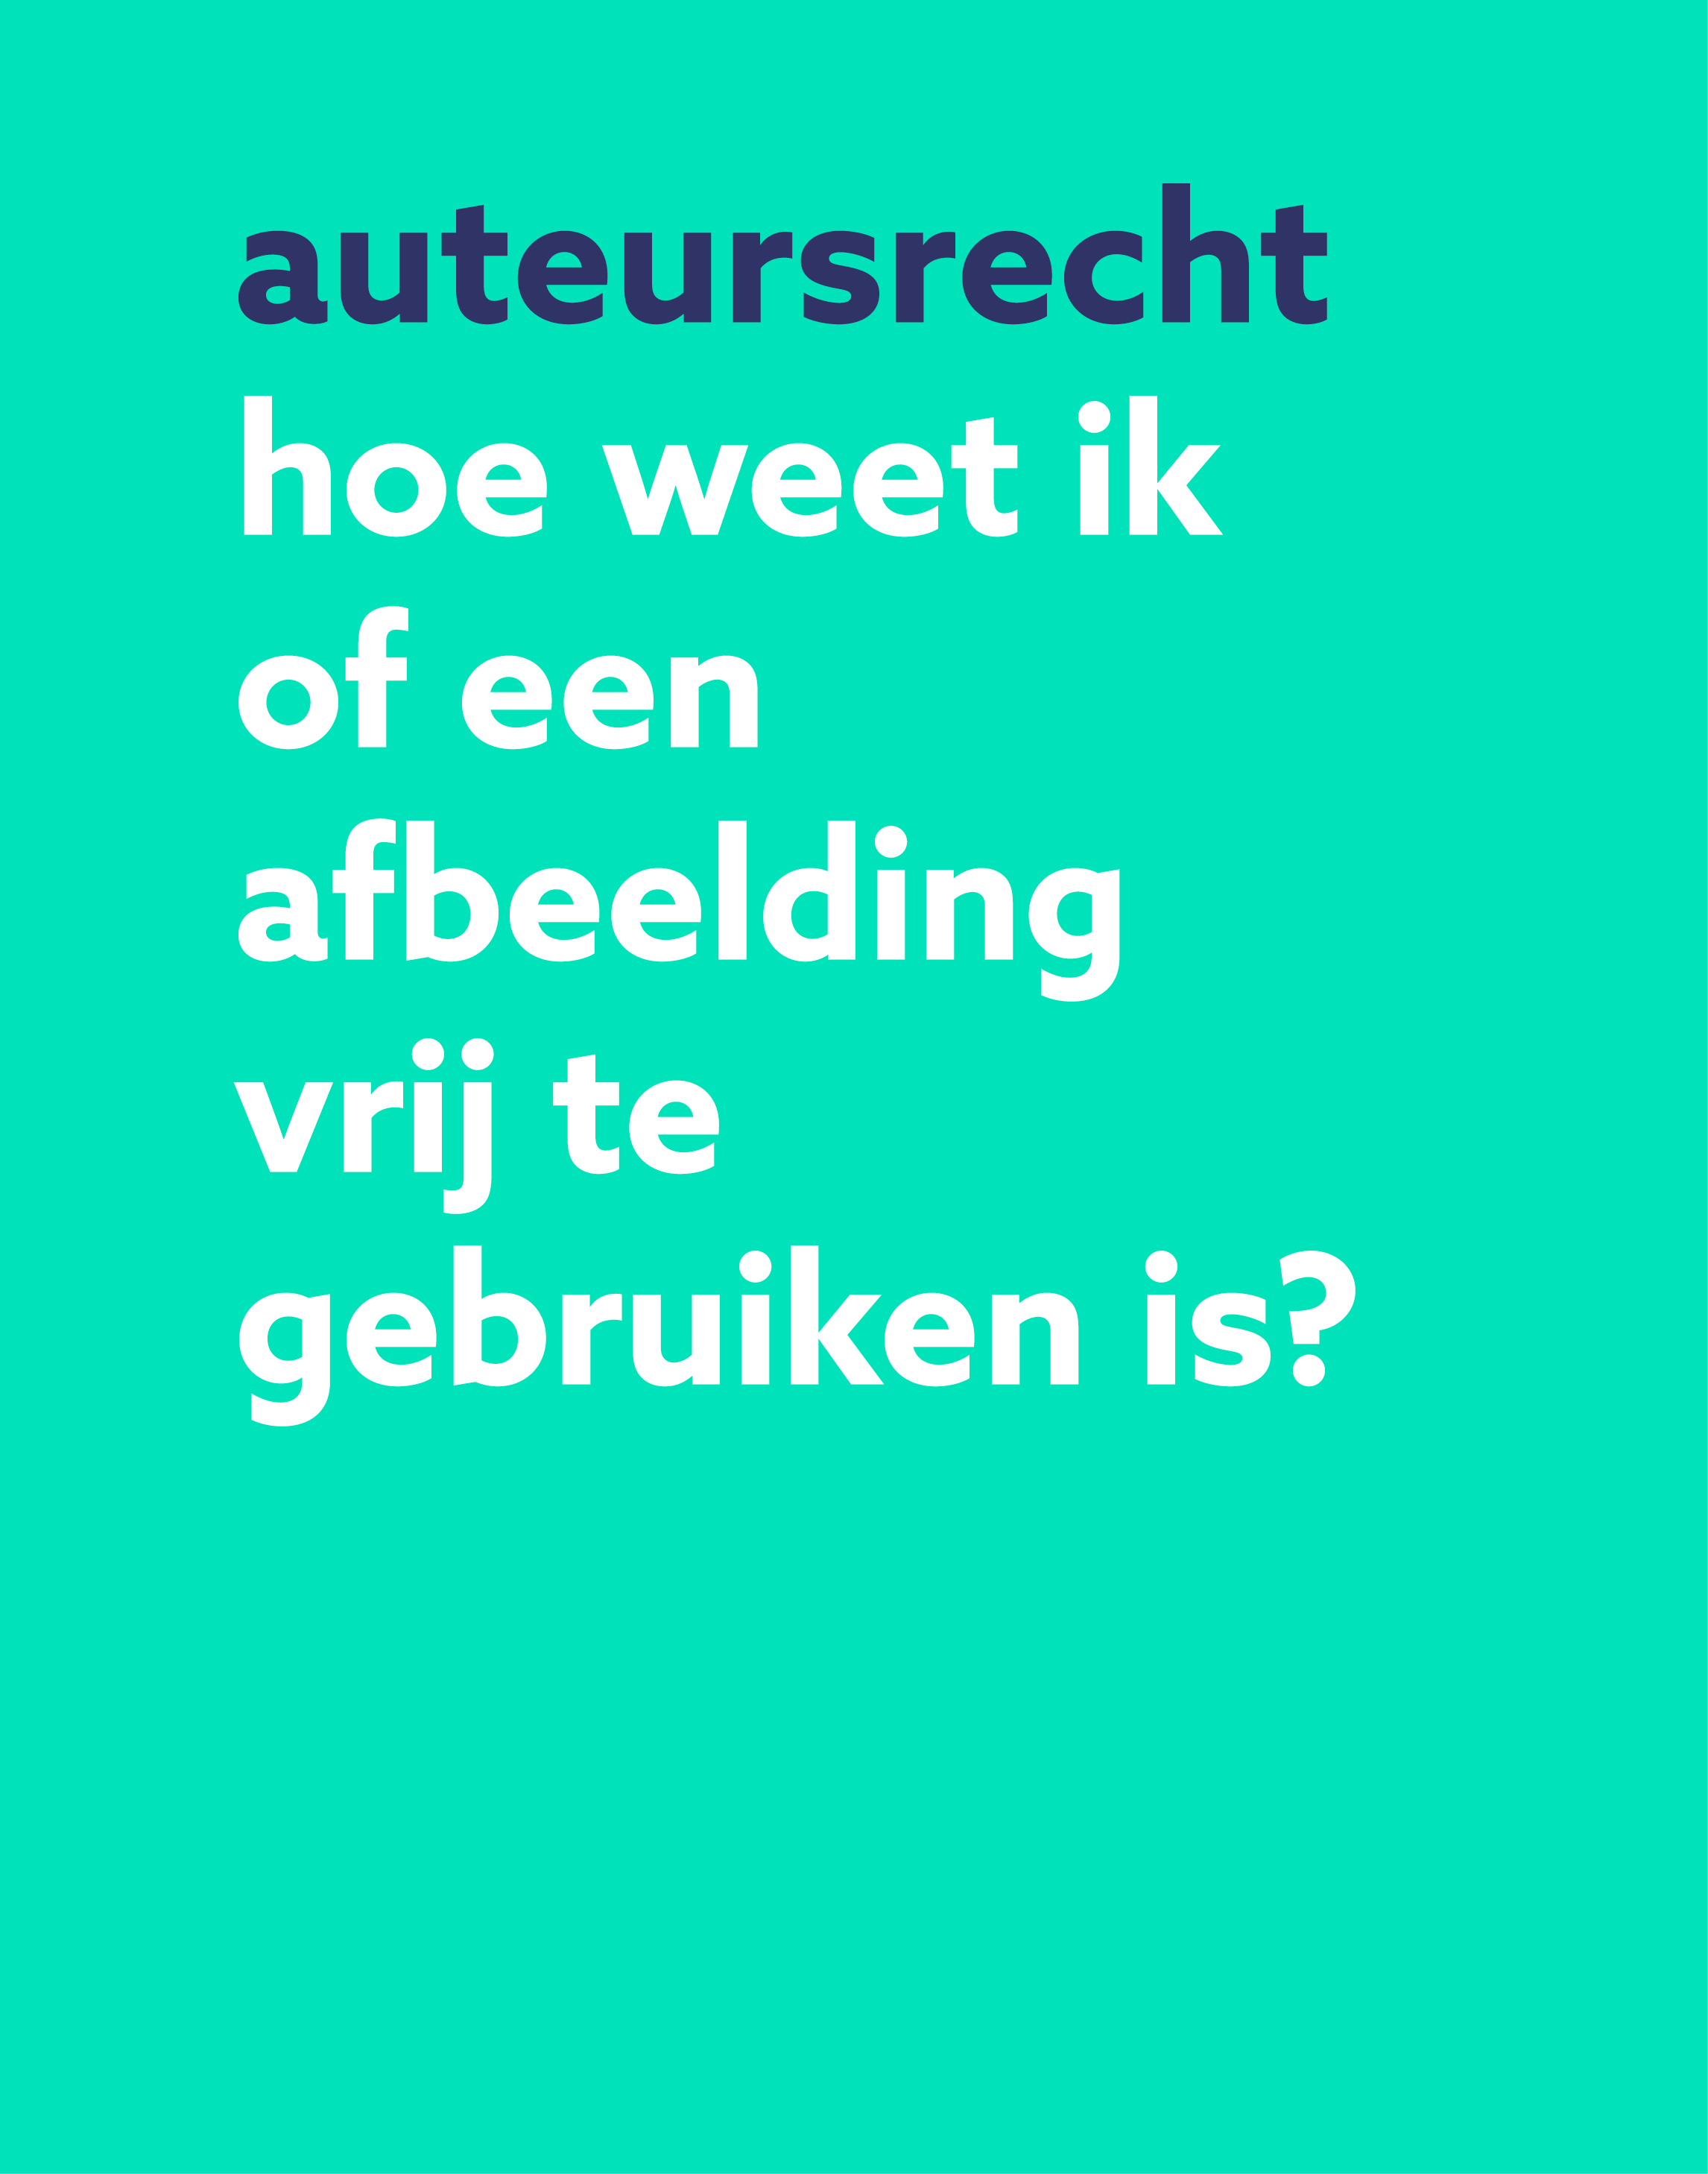 auteursrecht
hoe weet ik
of een
afbeelding
vrij te
gebruiken is?